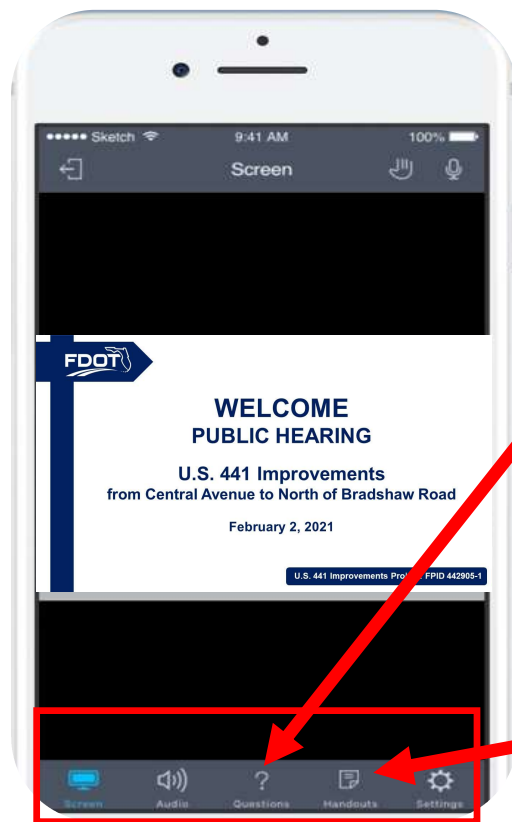 Sketch 9:41 AM 100%
Screen
FDOT
WELCOME
PUBLIC HEARING
U.S. 441 Improvements
from Central Avenue to North of Bradshaw Road
February 2, 2021
U.S. 441 Improvements FPID 442905-1
Screen Audio Questions Handouts Settings